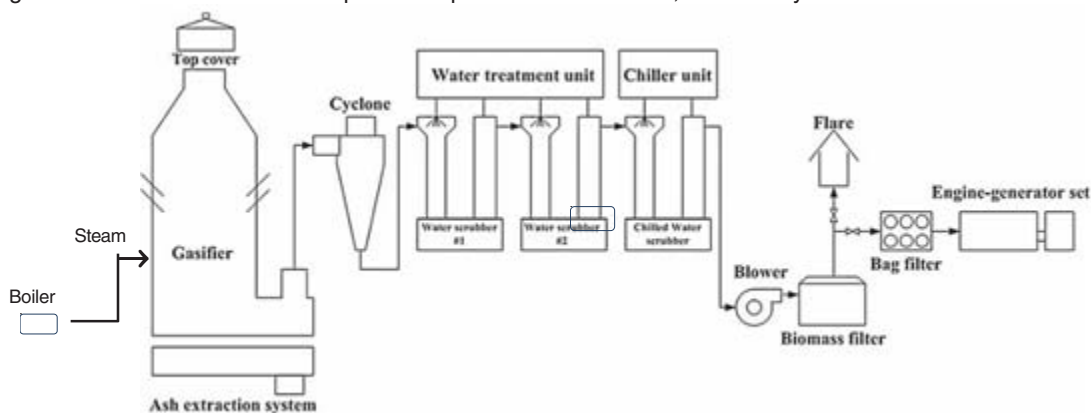 Top cover
Water treatment unit
Chiller unit
Cyclone
Flare
Engine-generator set
Steam
Gasifier
Water scrubber
#1
Water scrubber
#2
Chilled Water
scrubber
Bag filter
Boiler
Blower
Biomass filter
Ash extraction system